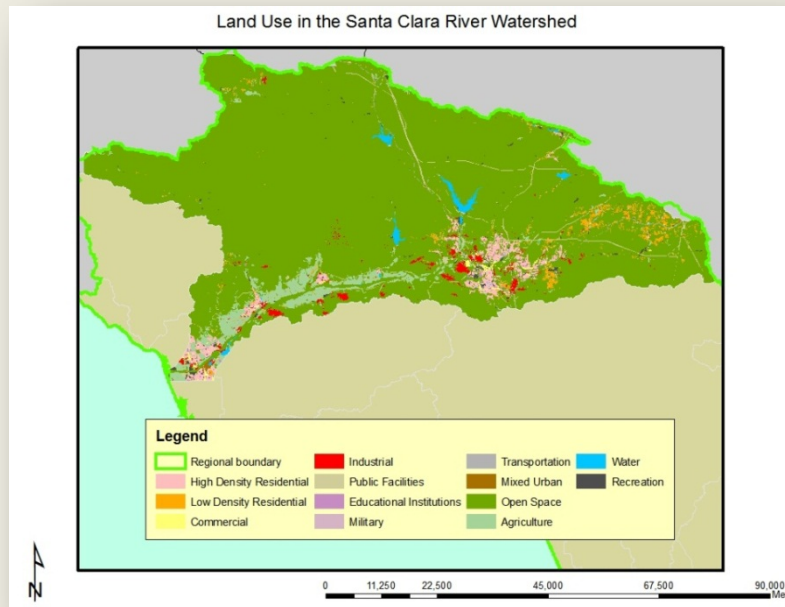 Land Use in the Santa Clara River Watershed
Legend
Regional boundary
High Density Residential
Low Density Residential
Commercial
Industrial
Public Facilities
Educational Institutions
Military
Transportation
Mixed Urban
Open Space
Agriculture
Water
Recreation
N
0 11,250 22,500 45,000 67,500 90,000
Me